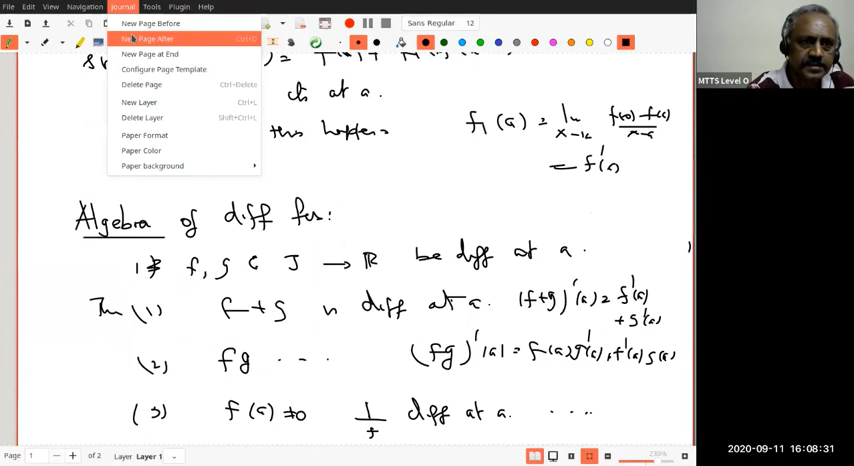 File Edit View Navigation Journal Tools Plugin Help
New Page Before
New Page After Ctrl+D
New Page at End
Configure Page Template
Delete Page Ctrl+Delete
New Layer Ctrl+L
Delete Layer Shift+Ctrl+L
Paper Format
Paper Color
Paper background
Sans Regular 12
MTTS Level O
cts at a.
this happens
f₁(a) = lim x→a
= f'(a)
Algebra of diff fns:
f, g : J → ℝ be diff at a.
Then (1) f+g is diff at a. (f+g)'(a) = f'(a) + g'(a)
(2) fg .... (fg)'(a) = f(a)g'(a) + f'(a)g(a)
(3) f(a) ≠ 0 1/f diff at a. ....
Page 1 of 2 Layer Layer 1 239%
2020-09-11 16:08:31